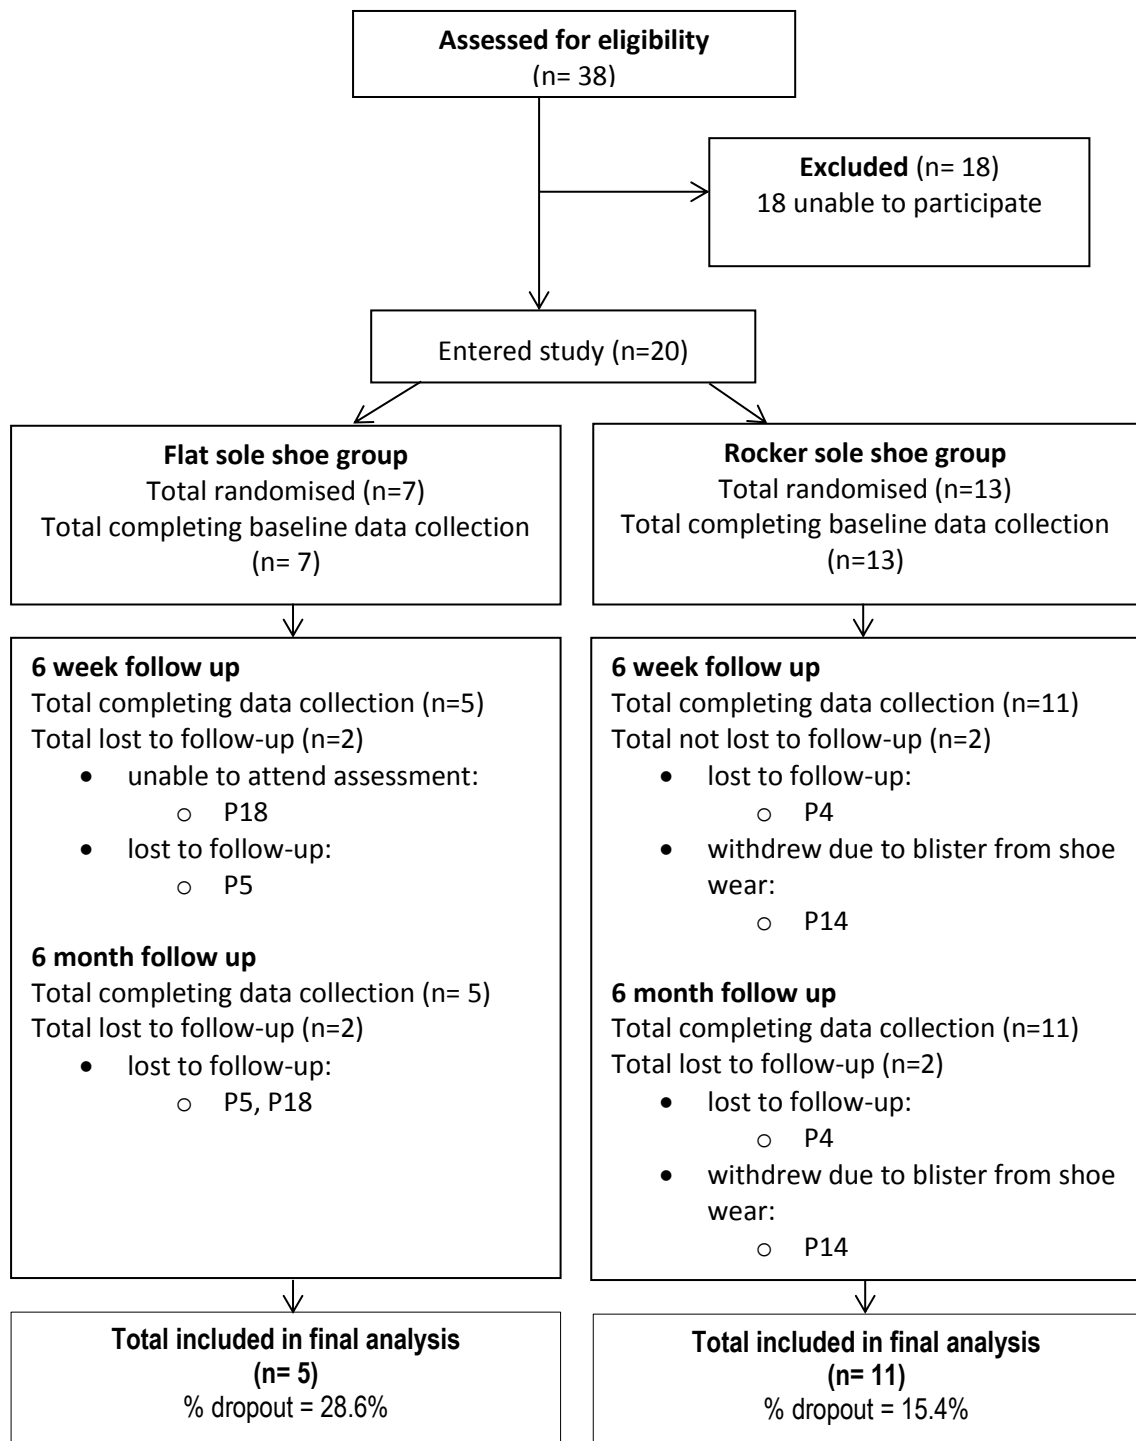 Assessed for eligibility
(n= 38)
Excluded (n= 18)
18 unable to participate
Entered study (n=20)
Flat sole shoe group
Total randomised (n=7)
Total completing baseline data collection
(n= 7)
Rocker sole shoe group
Total randomised (n=13)
Total completing baseline data collection
(n=13)
6 week follow up
Total completing data collection (n=5)
Total lost to follow-up (n=2)
• unable to attend assessment:
o P18
• lost to follow-up:
o P5
6 month follow up
Total completing data collection (n= 5)
Total lost to follow-up (n=2)
• lost to follow-up:
o P5, P18
6 week follow up
Total completing data collection (n=11)
Total not lost to follow-up (n=2)
• lost to follow-up:
o P4
• withdrew due to blister from shoe
wear:
o P14
6 month follow up
Total completing data collection (n=11)
Total lost to follow-up (n=2)
• lost to follow-up:
o P4
• withdrew due to blister from shoe
wear:
o P14
Total included in final analysis
(n= 5)
% dropout = 28.6%
Total included in final analysis
(n= 11)
% dropout = 15.4%